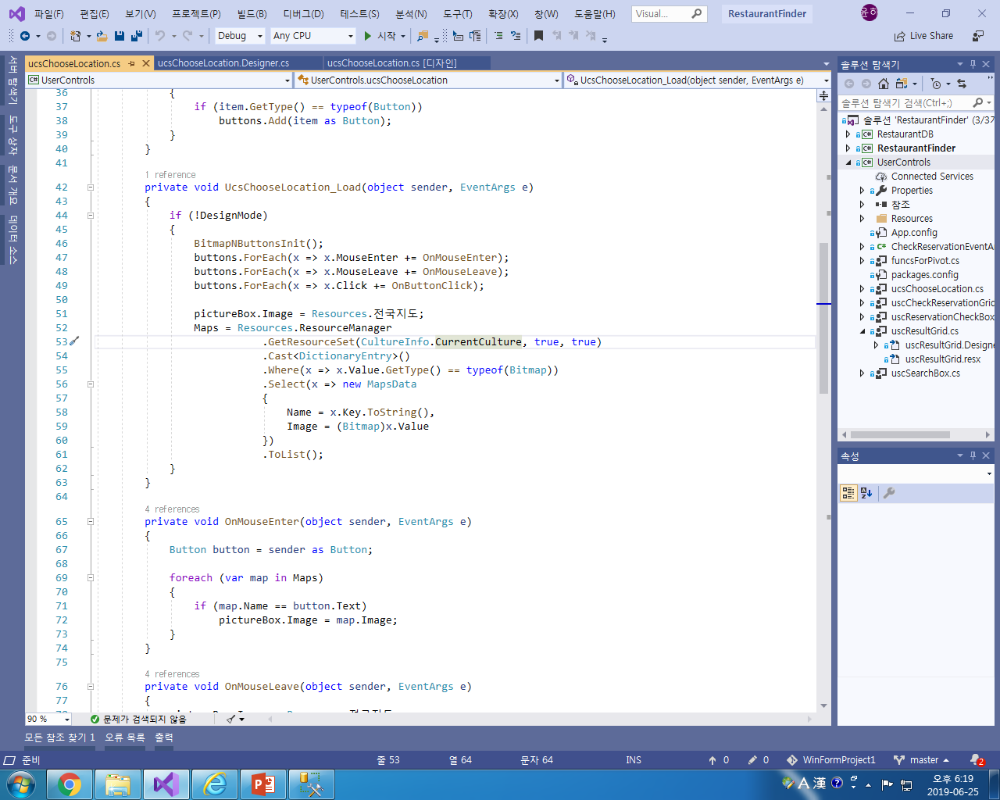 파일(F) 편집(E) 보기(V) 프로젝트(P) 빌드(B) 디버그(D) 테스트(S) 분석(N) 도구(T) 확장(X) 창(W) 도움말(H) Visual... RestaurantFinder 윤하
Debug Any CPU 시작 Live Share
서버 탐색기
도구 상자
문서 개요
데이터 소스
ucsChooseLocation.cs ucsChooseLocation.Designer.cs ucsChooseLocation.cs [디자인]
UserControls UserControls.ucsChooseLocation UcsChooseLocation_Load(object sender, EventArgs e)
36 {
37 if (item.GetType() == typeof(Button))
38 buttons.Add(item as Button);
39 }
40 }
41
1 reference
42 private void UcsChooseLocation_Load(object sender, EventArgs e)
43 {
44 if (!DesignMode)
45 {
46 BitmapNButtonsInit();
47 buttons.ForEach(x => x.MouseEnter += OnMouseEnter);
48 buttons.ForEach(x => x.MouseLeave += OnMouseLeave);
49 buttons.ForEach(x => x.Click += OnButtonClick);
50
51 pictureBox.Image = Resources.전국지도;
52 Maps = Resources.ResourceManager
53 .GetResourceSet(CultureInfo.CurrentCulture, true, true)
54 .Cast<DictionaryEntry>()
55 .Where(x => x.Value.GetType() == typeof(Bitmap))
56 .Select(x => new MapsData
57 {
58 Name = x.Key.ToString(),
59 Image = (Bitmap)x.Value
60 })
61 .ToList();
62 }
63 }
64
4 references
65 private void OnMouseEnter(object sender, EventArgs e)
66 {
67 Button button = sender as Button;
68
69 foreach (var map in Maps)
70 {
71 if (map.Name == button.Text)
72 pictureBox.Image = map.Image;
73 }
74 }
75
4 references
76 private void OnMouseLeave(object sender, EventArgs e)
77 {
90 % 문제가 검색되지 않음
솔루션 탐색기
솔루션 탐색기 검색(Ctrl+;)
솔루션 'RestaurantFinder' (3/37
RestaurantDB
RestaurantFinder
UserControls
Connected Services
Properties
참조
Resources
App.config
CheckReservationEventA
funcsForPivot.cs
packages.config
ucsChooseLocation.cs
uscCheckReservationGrid
uscReservationCheckBox
uscResultGrid.cs
uscResultGrid.Designe
uscResultGrid.resx
uscSearchBox.cs
속성
모든 참조 찾기 1 오류 목록 출력
준비 줄 53 열 64 문자 64 INS 0 0 WinFormProject1 master 2
A 漢 오후 6:19
2019-06-25